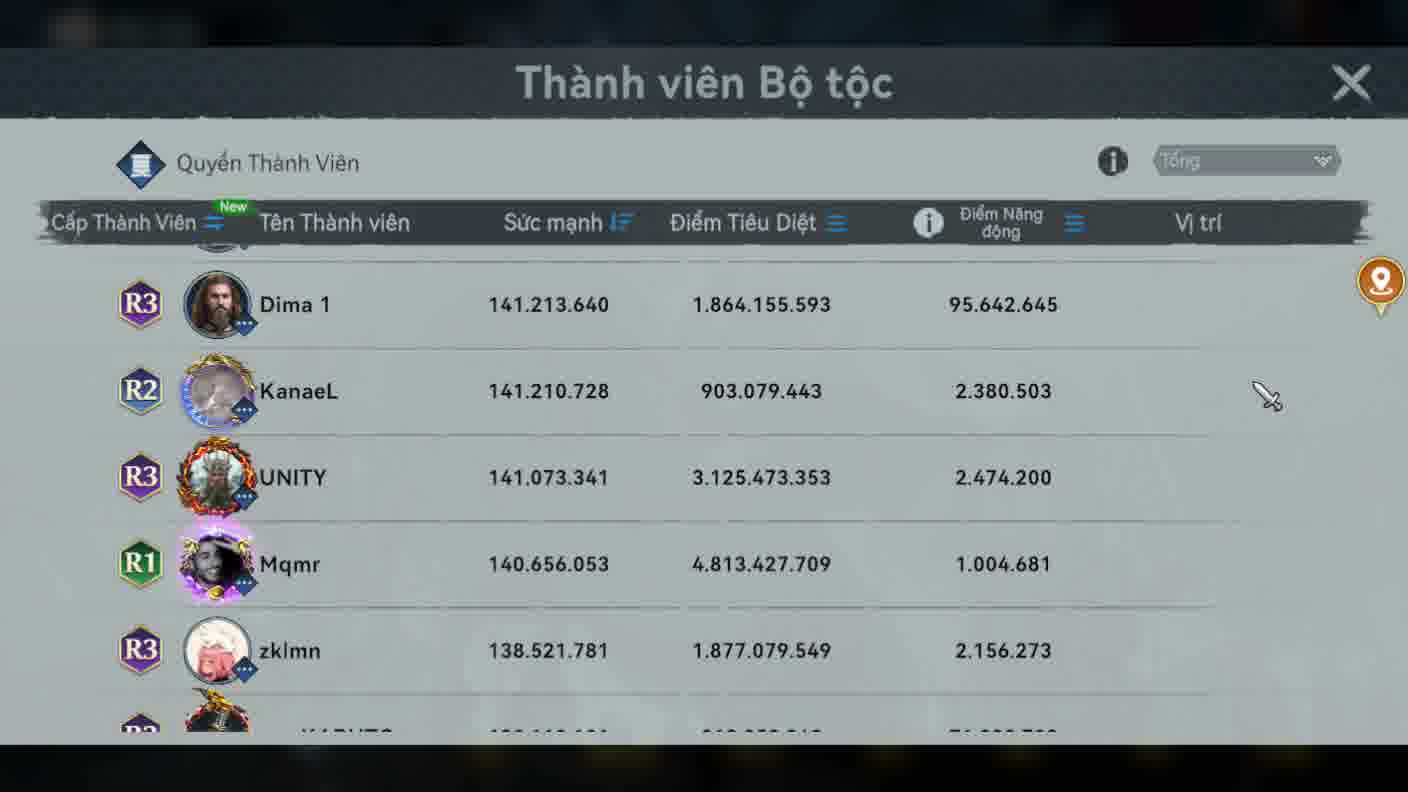 Thành viên Bộ tộc
Quyển Thành Viên
Tổng
New
Cấp Thành Viên Tên Thành viên Sức mạnh Điểm Tiêu Diệt Điểm Năng động Vị trí
R3 Dima 1 141.213.640 1.864.155.593 95.642.645
R2 KanaeL 141.210.728 903.079.443 2.380.503
R3 UNITY 141.073.341 3.125.473.353 2.474.200
R1 Mqmr 140.656.053 4.813.427.709 1.004.681
R3 zklmn 138.521.781 1.877.079.549 2.156.273